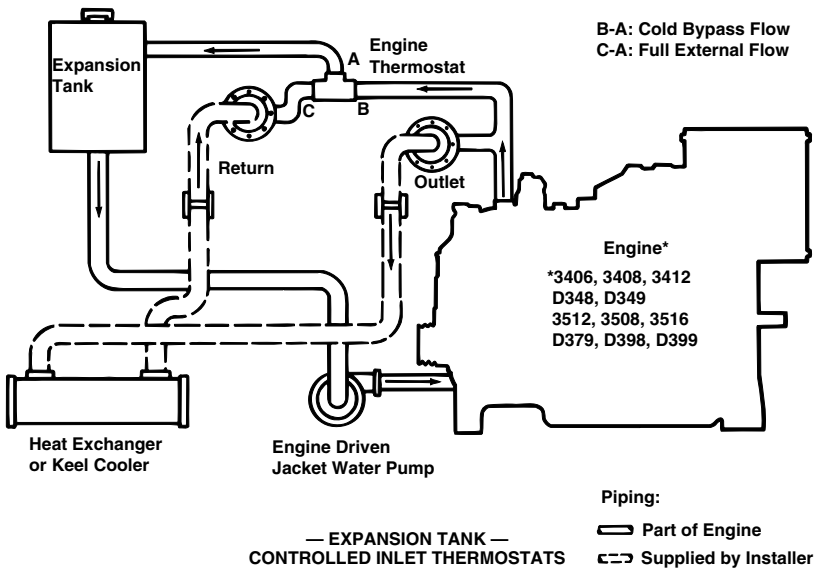 B-A: Cold Bypass Flow
C-A: Full External Flow
Engine
Thermostat
A
Expansion
Tank
C
B
Return
Outlet
Engine*
*3406, 3408, 3412
D348, D349
3512, 3508, 3516
D379, D398, D399
Heat Exchanger
or Keel Cooler
Engine Driven
Jacket Water Pump
Piping:
Part of Engine
Supplied by Installer
— EXPANSION TANK —
CONTROLLED INLET THERMOSTATS